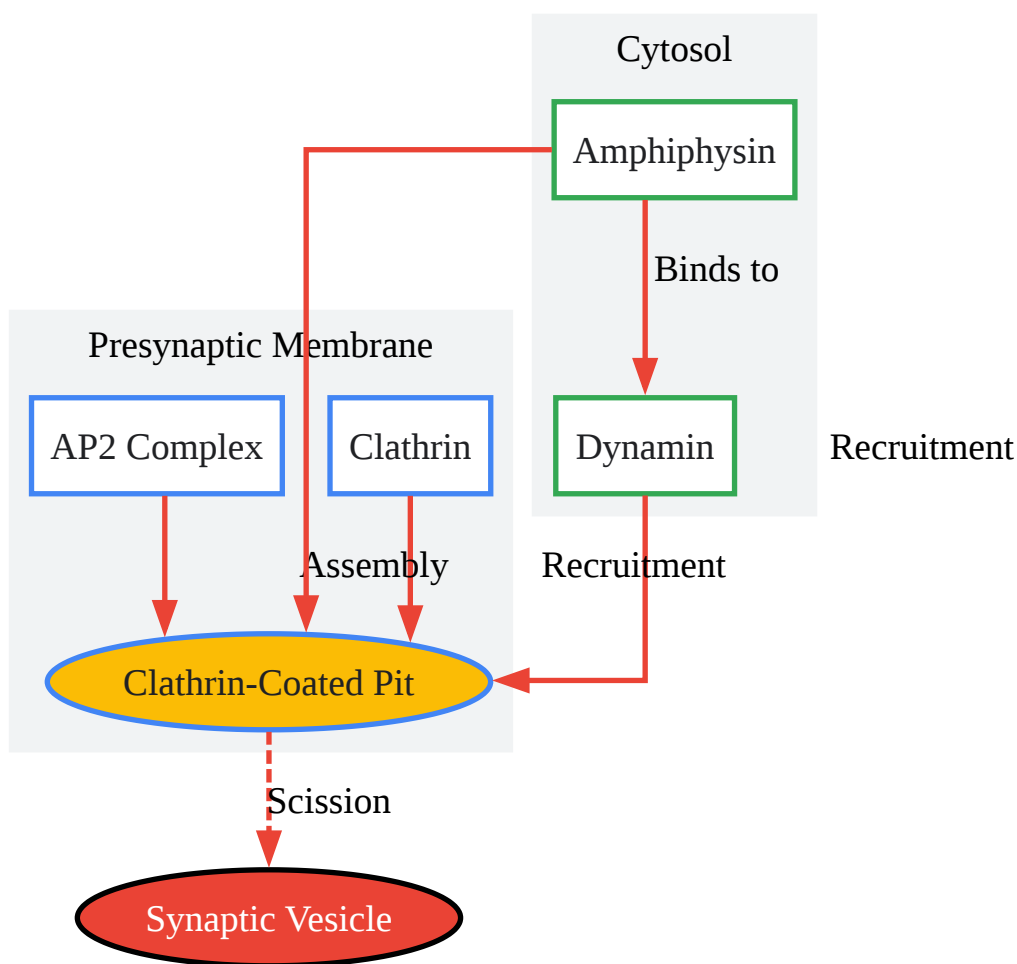 Cytosol
Amphiphysin
Binds to
Presynaptic Membrane
AP2 Complex
Clathrin
Dynamin
Recruitment
Assembly
Recruitment
Clathrin-Coated Pit
Scission
Synaptic Vesicle